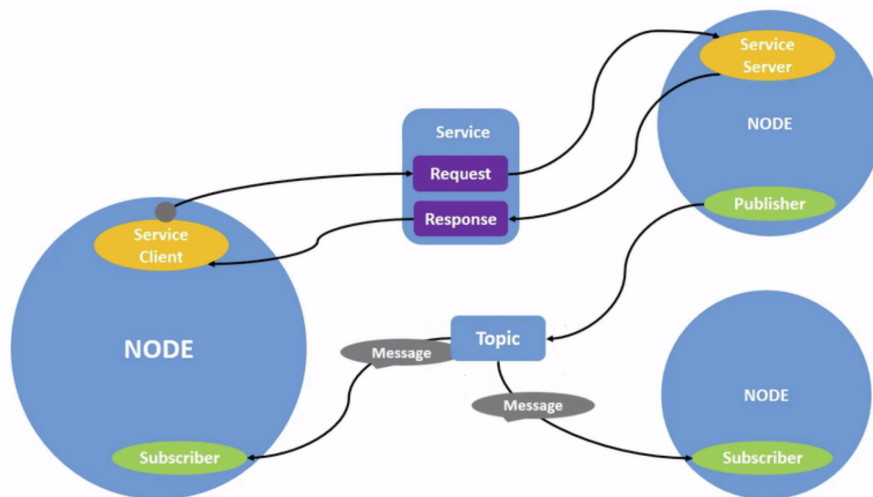 Service
Server
NODE
Publisher
Service
Request
Response
Service
Client
NODE
Subscriber
Topic
Message
Message
NODE
Subscriber